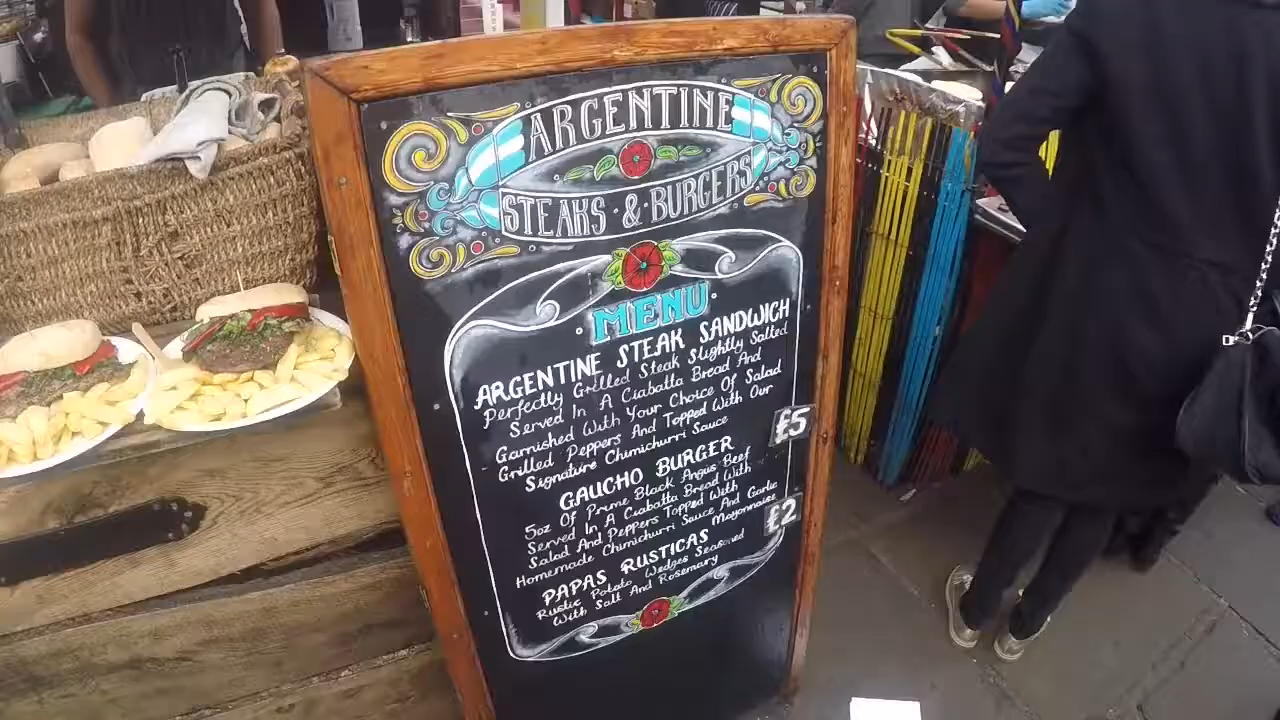 ARGENTINE
STEAKS & BURGERS
MENU
ARGENTINE STEAK SANDWICH
Perfectly Grilled Steak Slightly Salted
Served In A Ciabatta Bread And
Garnished With Your Choice Of Salad
Grilled Peppers And Topped With Our
Signature Chimichurri Sauce
£5
GAUCHO BURGER
5oz Of Prime Black Angus Beef
Served In A Ciabatta Bread With
Salad And Peppers Topped With
Homemade Chimichurri Sauce And Garlic
Mayonnaise
£2
PAPAS RUSTICAS
Rustic Potato Wedges Seasoned
With Salt And Rosemary